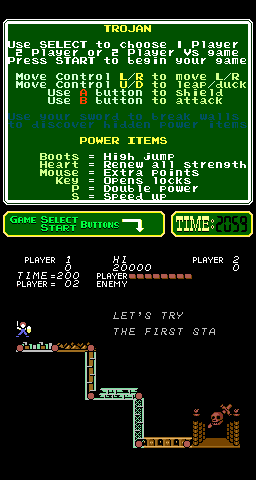 TROJAN
Use SELECT to choose 1 Player
2 Player or 2 Player Vs game
Press START to begin your game
Move Control L/R to move L/R
Move Control U/D to leap/duck
Use A button to shield
Use B button to attack
Use your sword to break walls
to discover hidden power items
POWER ITEMS
Boots = High jump
Heart = Renew all strength
Mouse = Extra points
Key = Opens locks
P = Double power
S = Speed up
GAME SELECT
START BUTTONS
TIME: 2059
PLAYER 1 HI PLAYER 2
0 20000 0
TIME=200 PLAYER
PLAYER= 02 ENEMY
LET'S TRY
THE FIRST STA